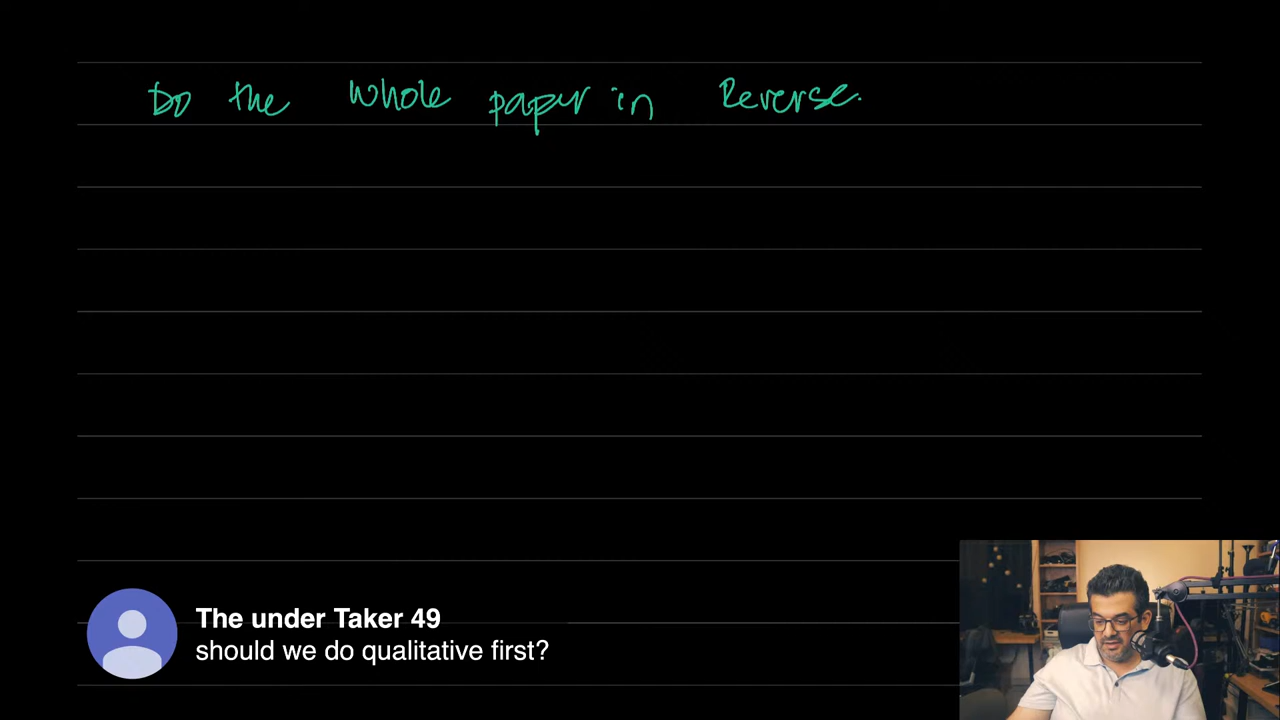 Do the whole paper in Reverse.
The under Taker 49
should we do qualitative first?